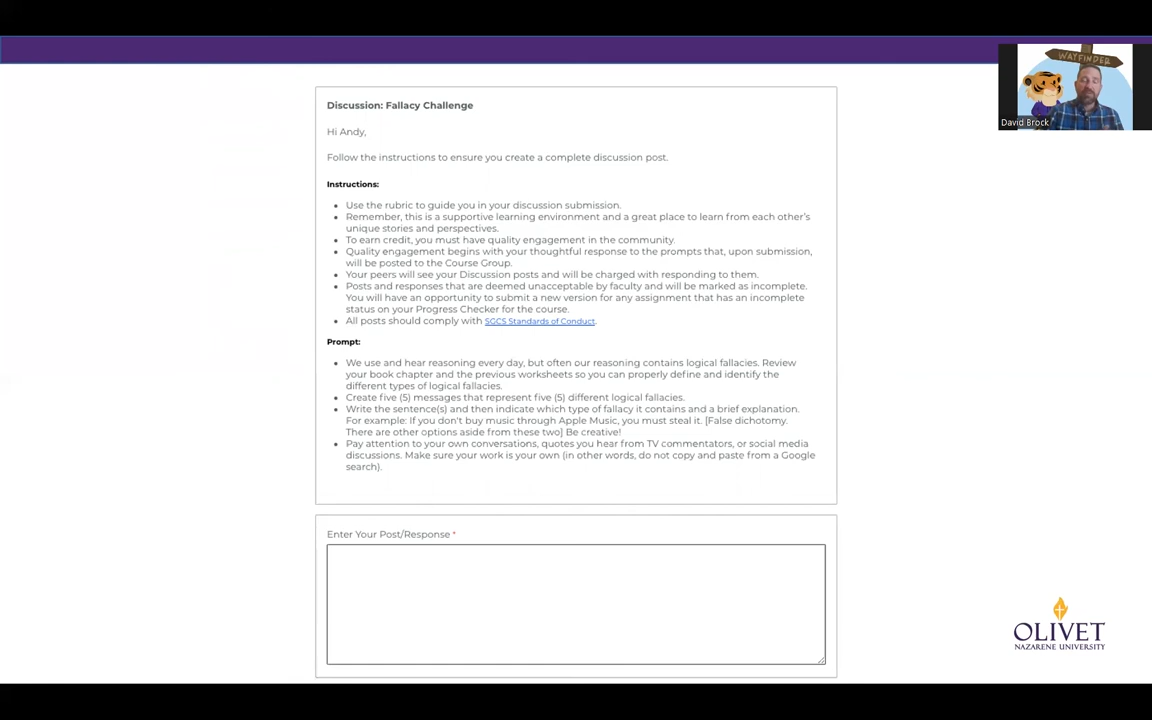 WAYFINDER
David Brock
Discussion: Fallacy Challenge
Hi Andy,
Follow the instructions to ensure you create a complete discussion post.
Instructions:
• Use the rubric to guide you in your discussion submission.
• Remember, this is a supportive learning environment and a great place to learn from each other's
unique stories and perspectives.
• To earn credit, you must have quality engagement in the community.
• Quality engagement begins with your thoughtful response to the prompts that, upon submission,
will be posted to the Course Group.
• Your peers will see your Discussion posts and will be charged with responding to them.
• Posts and responses that are deemed unacceptable by faculty and will be marked as incomplete.
You will have an opportunity to submit a new version for any assignment that has an incomplete
status on your Progress Checker for the course.
• All posts should comply with SGCS Standards of Conduct.
Prompt:
• We use and hear reasoning every day, but often our reasoning contains logical fallacies. Review
your book chapter and the previous worksheets so you can properly define and identify the
different types of logical fallacies.
• Create five (5) messages that represent five (5) different logical fallacies.
• Write the sentence(s) and then indicate which type of fallacy it contains and a brief explanation.
For example: If you don't buy music through Apple Music, you must steal it. [False dichotomy.
There are other options aside from these two] Be creative!
• Pay attention to your own conversations, quotes you hear from TV commentators, or social media
discussions. Make sure your work is your own (in other words, do not copy and paste from a Google
search).
Enter Your Post/Response *
OLIVET
NAZARENE UNIVERSITY